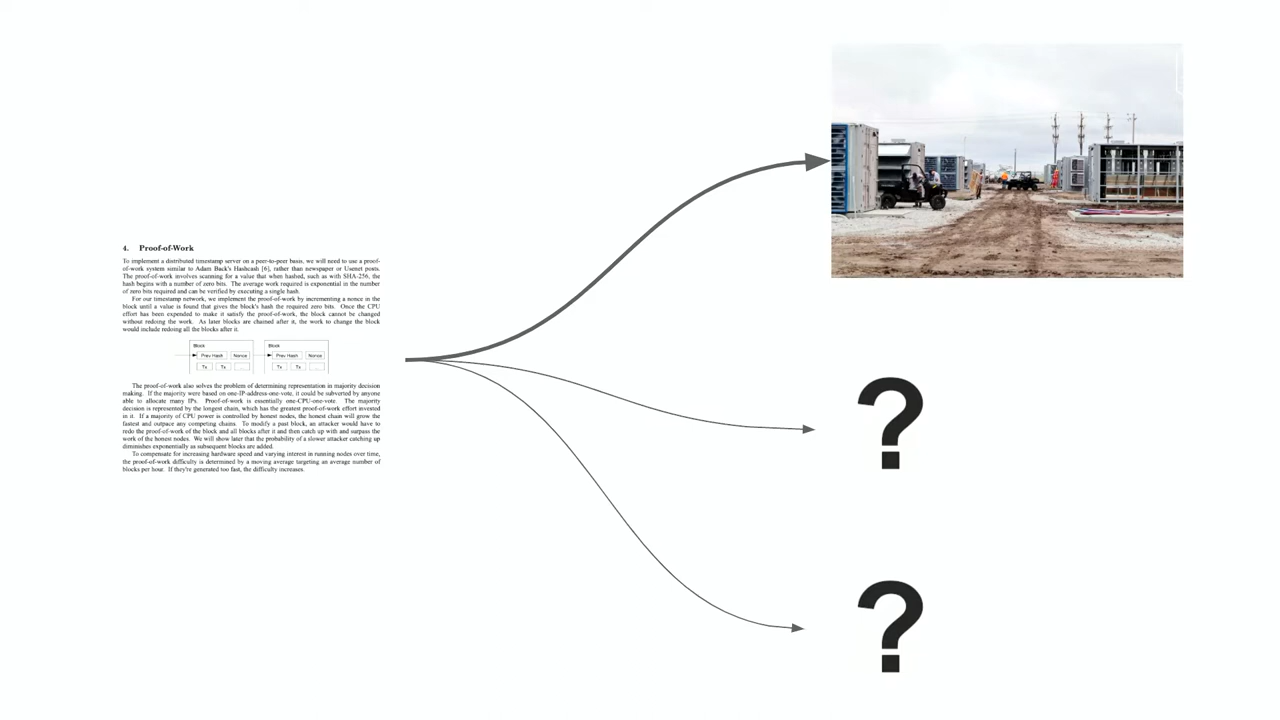 4. Proof-of-Work
To implement a distributed timestamp server on a peer-to-peer basis, we will need to use a proof-
of-work system similar to Adam Back's Hashcash [6], rather than newspaper or Usenet posts.
The proof-of-work involves scanning for a value that when hashed, such as with SHA-256, the
hash begins with a number of zero bits. The average work required is exponential in the number
of zero bits required and can be verified by executing a single hash.
For our timestamp network, we implement the proof-of-work by incrementing a nonce in the
block until a value is found that gives the block's hash the required zero bits. Once the CPU
effort has been expended to make it satisfy the proof-of-work, the block cannot be changed
without redoing the work. As later blocks are chained after it, the work to change the block
would include redoing all the blocks after it.
Block Block
Prev Hash Nonce Prev Hash Nonce
Tx Tx ... Tx Tx ...
The proof-of-work also solves the problem of determining representation in majority decision
making. If the majority were based on one-IP-address-one-vote, it could be subverted by anyone
able to allocate many IPs. Proof-of-work is essentially one-CPU-one-vote. The majority
decision is represented by the longest chain, which has the greatest proof-of-work effort invested
in it. If a majority of CPU power is controlled by honest nodes, the honest chain will grow the
fastest and outpace any competing chains. To modify a past block, an attacker would have to
redo the proof-of-work of the block and all blocks after it and then catch up with and surpass the
work of the honest nodes. We will show later that the probability of a slower attacker catching up
diminishes exponentially as subsequent blocks are added.
To compensate for increasing hardware speed and varying interest in running nodes over time,
the proof-of-work difficulty is determined by a moving average targeting an average number of
blocks per hour. If they're generated too fast, the difficulty increases.
?
?